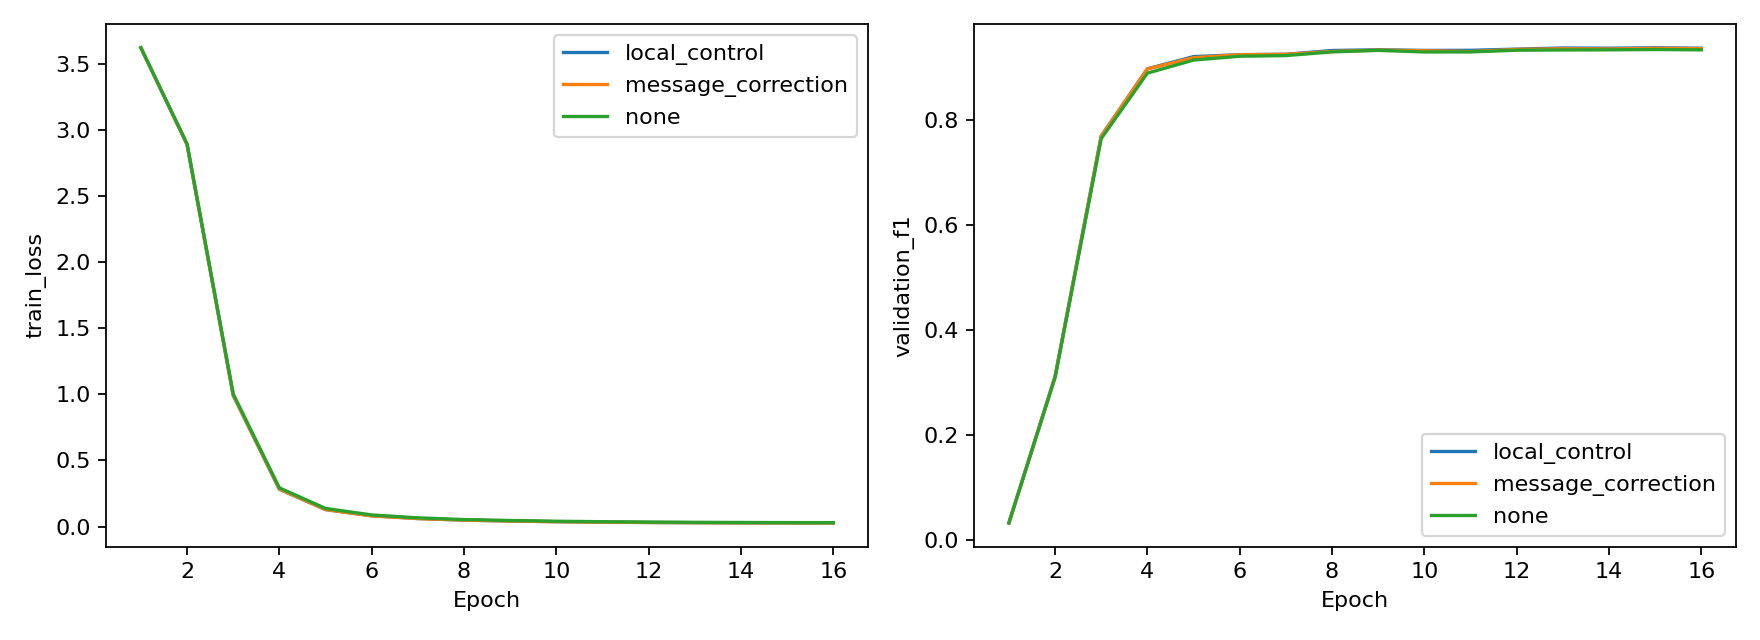 train_loss
3.5
3.0
2.5
2.0
1.5
1.0
0.5
0.0
2 4 6 8 10 12 14 16
Epoch
local_control
message_correction
none
validation_f1
0.8
0.6
0.4
0.2
0.0
2 4 6 8 10 12 14 16
Epoch
local_control
message_correction
none